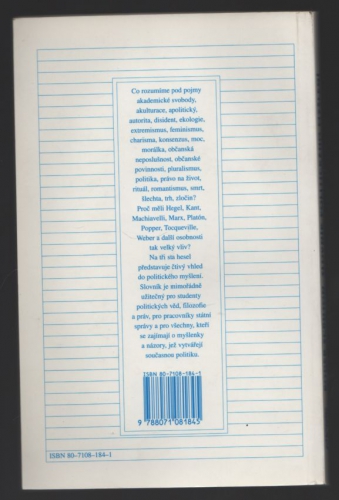 Co rozumíme pod pojmy
akademické svobody,
akulturace, apolitický,
autorita, disident, ekologie,
extremismus, feminismus,
charisma, konsenzus, moc,
morálka, občanská
neposlušnost, občanské
povinnosti, pluralismus,
politika, právo na život,
rituál, romantismus, smrt,
šlechta, trh, zločin?
Proč měli Hegel, Kant,
Machiavelli, Marx, Platón,
Popper, Tocqueville,
Weber a další osobnosti
tak velký vliv?
Na tři sta hesel
představuje čtivý vhled
do politického myšlení.
Slovník je mimořádně
užitečný pro studenty
politických věd, filozofie
a práv, pro pracovníky státní
správy a pro všechny, kteří
se zajímají o myšlenky
a názory, jež vytvářejí
současnou politiku.
ISBN 80-7108-184-1
9 788071 081845
ISBN 80–7108–184–1